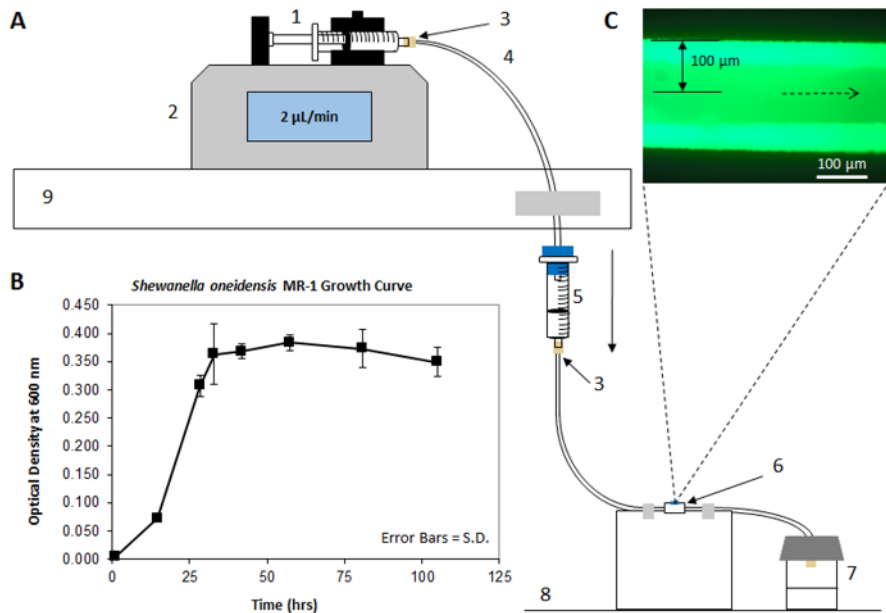 A
1
3
4
2
2 µL/min
9
C
100 µm
100 µm
B
Shewanella oneidensis MR-1 Growth Curve
0.450
0.400
0.350
0.300
0.250
0.200
0.150
0.100
0.050
0.000
Optical Density at 600 nm
Error Bars = S.D.
0
25
50
75
100
125
Time (hrs)
5
3
6
7
8